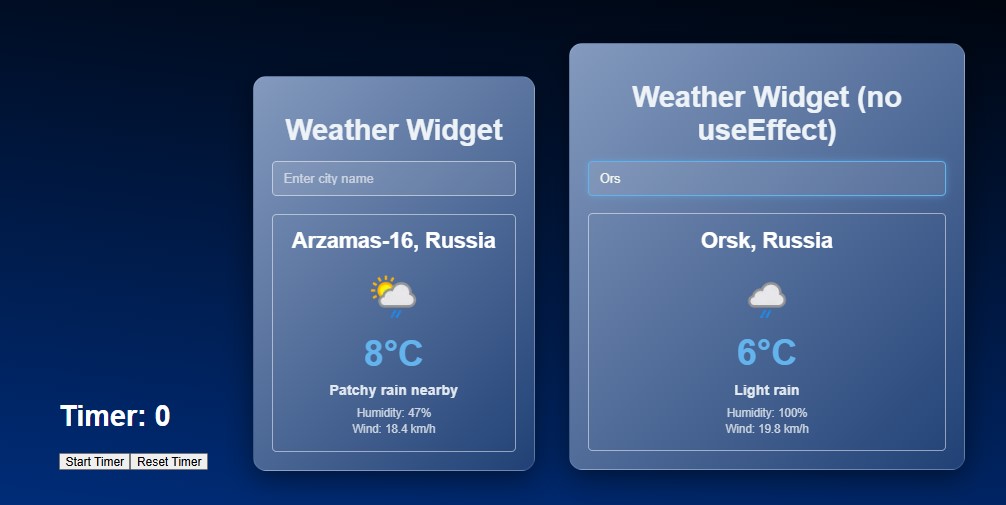 Timer: 0
Start Timer
Reset Timer
Weather Widget
Enter city name
Arzamas-16, Russia
8°C
Patchy rain nearby
Humidity: 47%
Wind: 18.4 km/h
Weather Widget (no
useEffect)
Ors
Orsk, Russia
6°C
Light rain
Humidity: 100%
Wind: 19.8 km/h